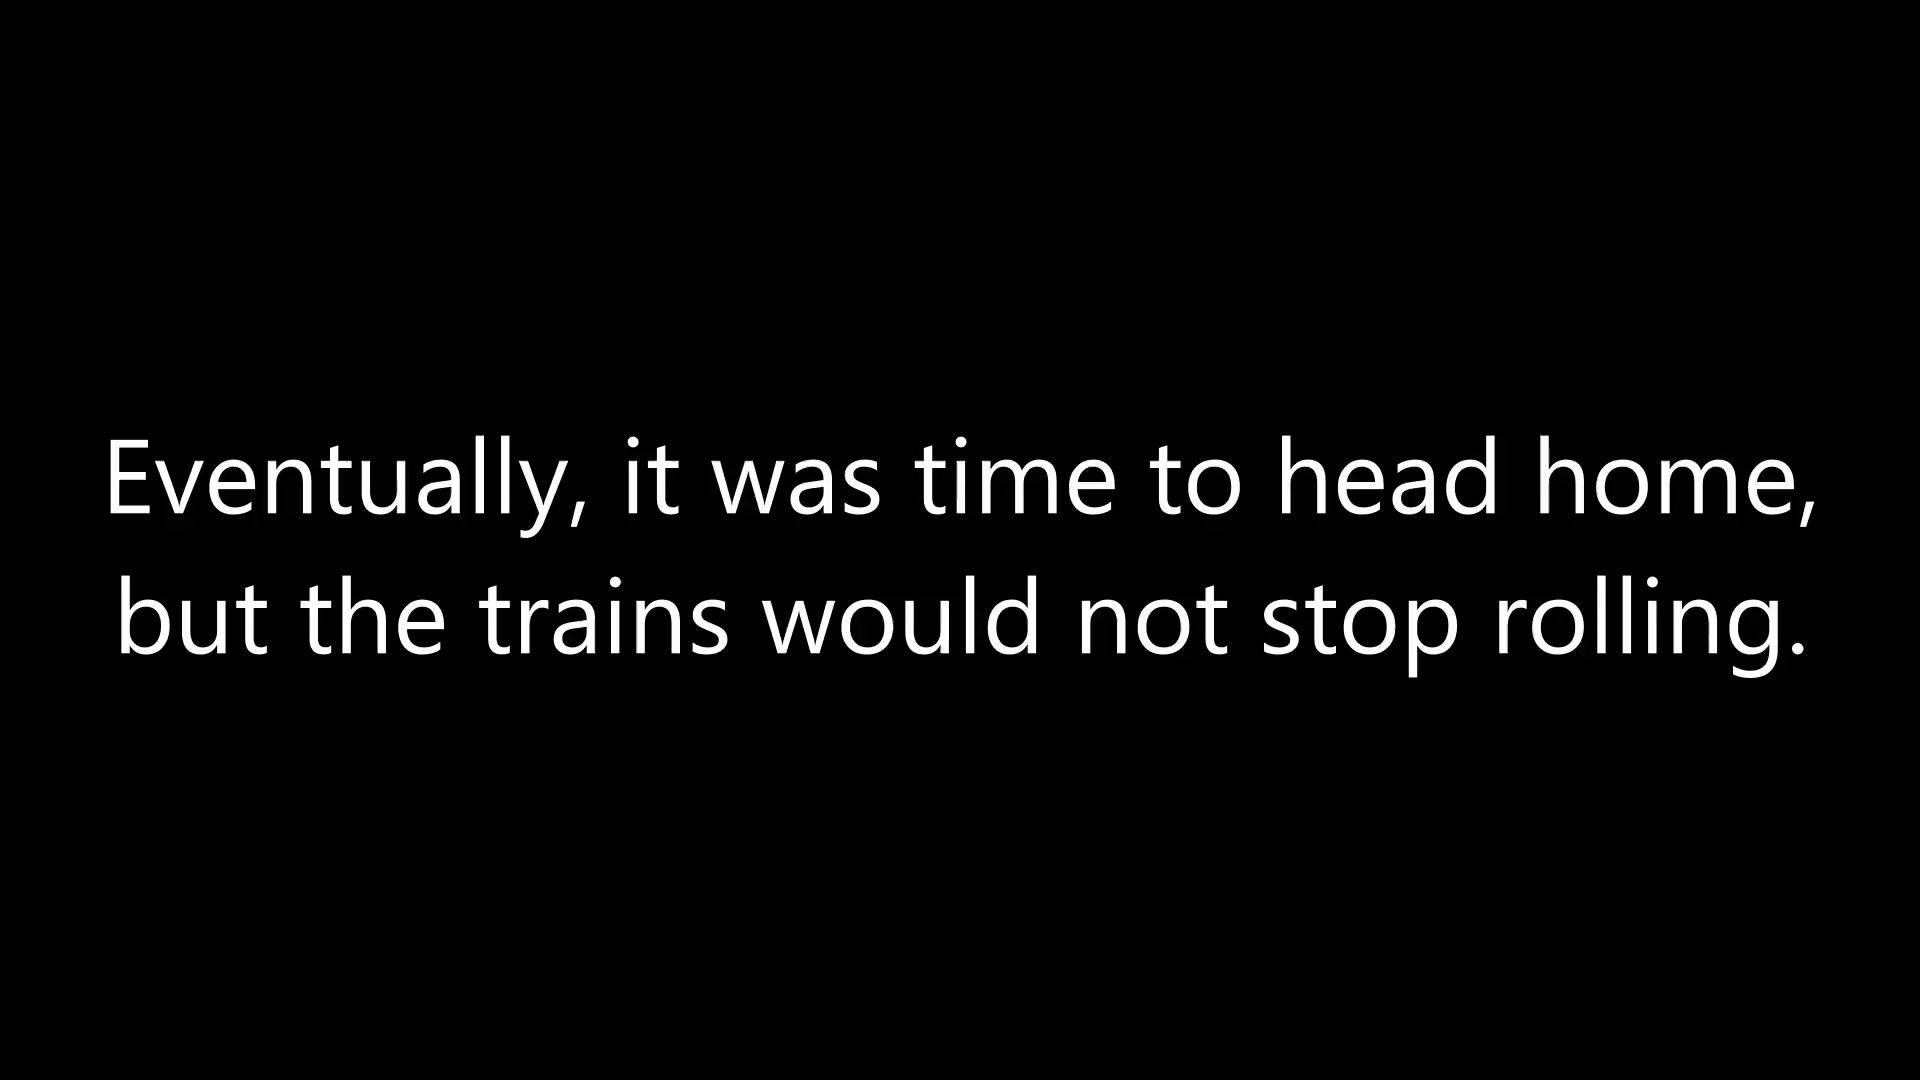 Eventually, it was time to head home,
but the trains would not stop rolling.